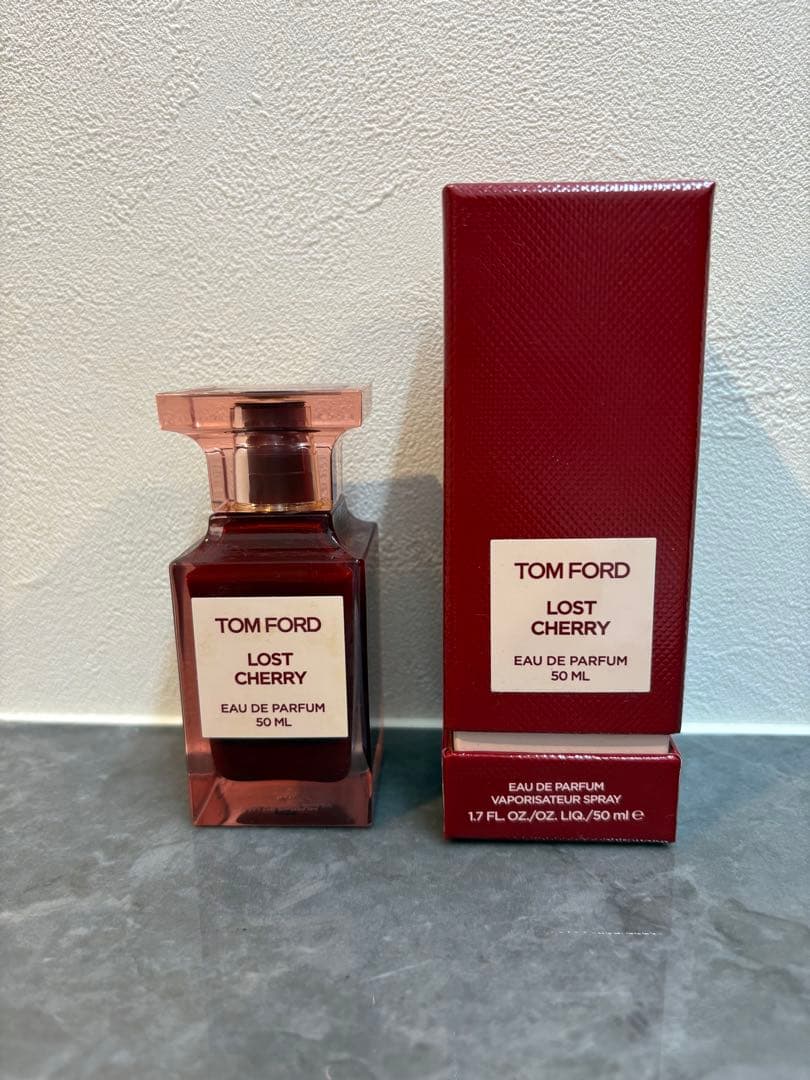 TOM FORD
LOST
CHERRY
EAU DE PARFUM
50 ML
TOM FORD
LOST
CHERRY
EAU DE PARFUM
50 ML
EAU DE PARFUM
VAPORISATEUR SPRAY
1.7 FL. OZ./OZ. LIQ./50 ml ℮